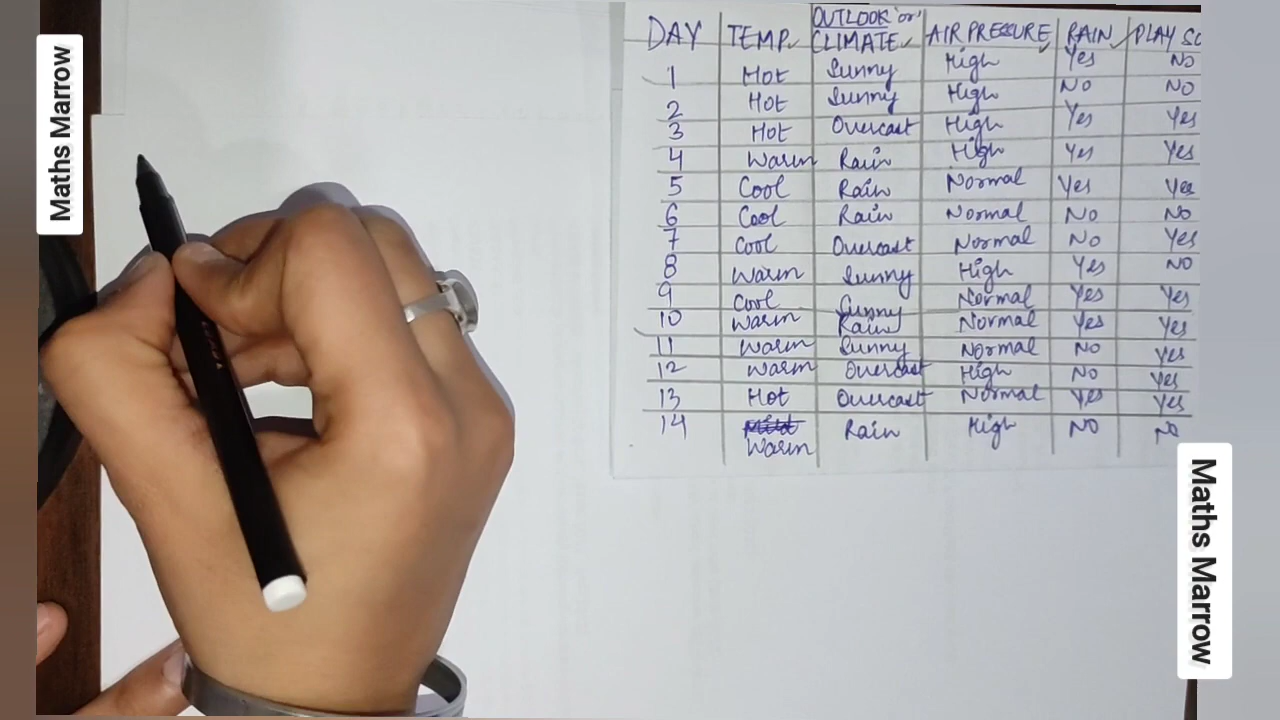 Maths Marrow
DAY TEMP. OUTLOOK 'or' CLIMATE AIR PRESSURE RAIN PLAY SC
1 Hot Sunny High Yes No
2 Hot Sunny High No No
3 Hot Overcast High Yes Yes
4 Warm Rain High Yes Yes
5 Cool Rain Normal Yes Yes
6 Cool Rain Normal No No
7 Cool Overcast Normal No Yes
8 Warm Sunny High Yes No
9 Cool Sunny Normal Yes Yes
10 Warm Rain Normal Yes Yes
11 Warm Sunny Normal No Yes
12 Warm Overcast High No Yes
13 Hot Overcast Normal Yes Yes
14 Warm Rain High No No
Maths Marrow